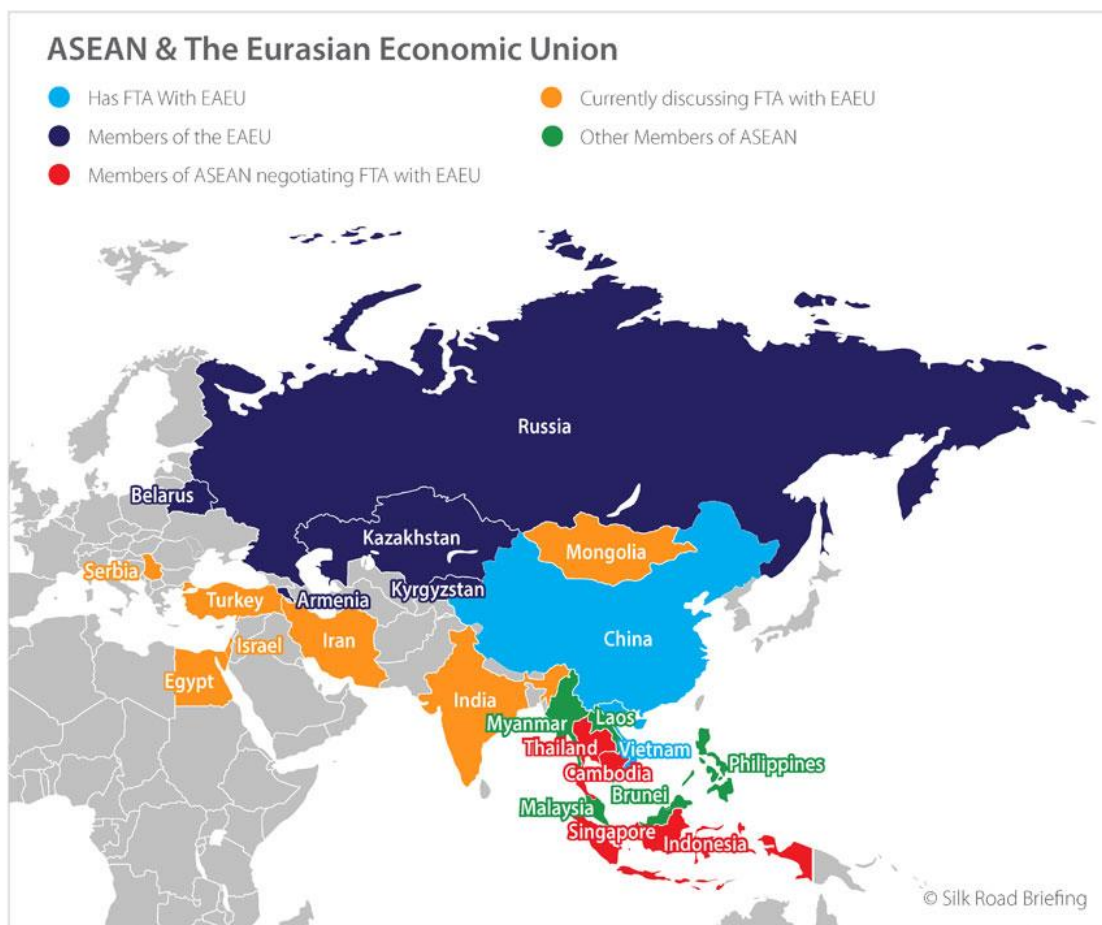 ASEAN & The Eurasian Economic Union
Has FTA With EAEU
Currently discussing FTA with EAEU
Members of the EAEU
Other Members of ASEAN
Members of ASEAN negotiating FTA with EAEU
Russia
Belarus
Kazakhstan
Mongolia
Serbia
Kyrgyzstan
Armenia
Turkey
China
Israel
Iran
Egypt
India
Myanmar
Laos
Thailand
Vietnam
Philippines
Cambodia
Brunei
Malaysia
Singapore
Indonesia
© Silk Road Briefing